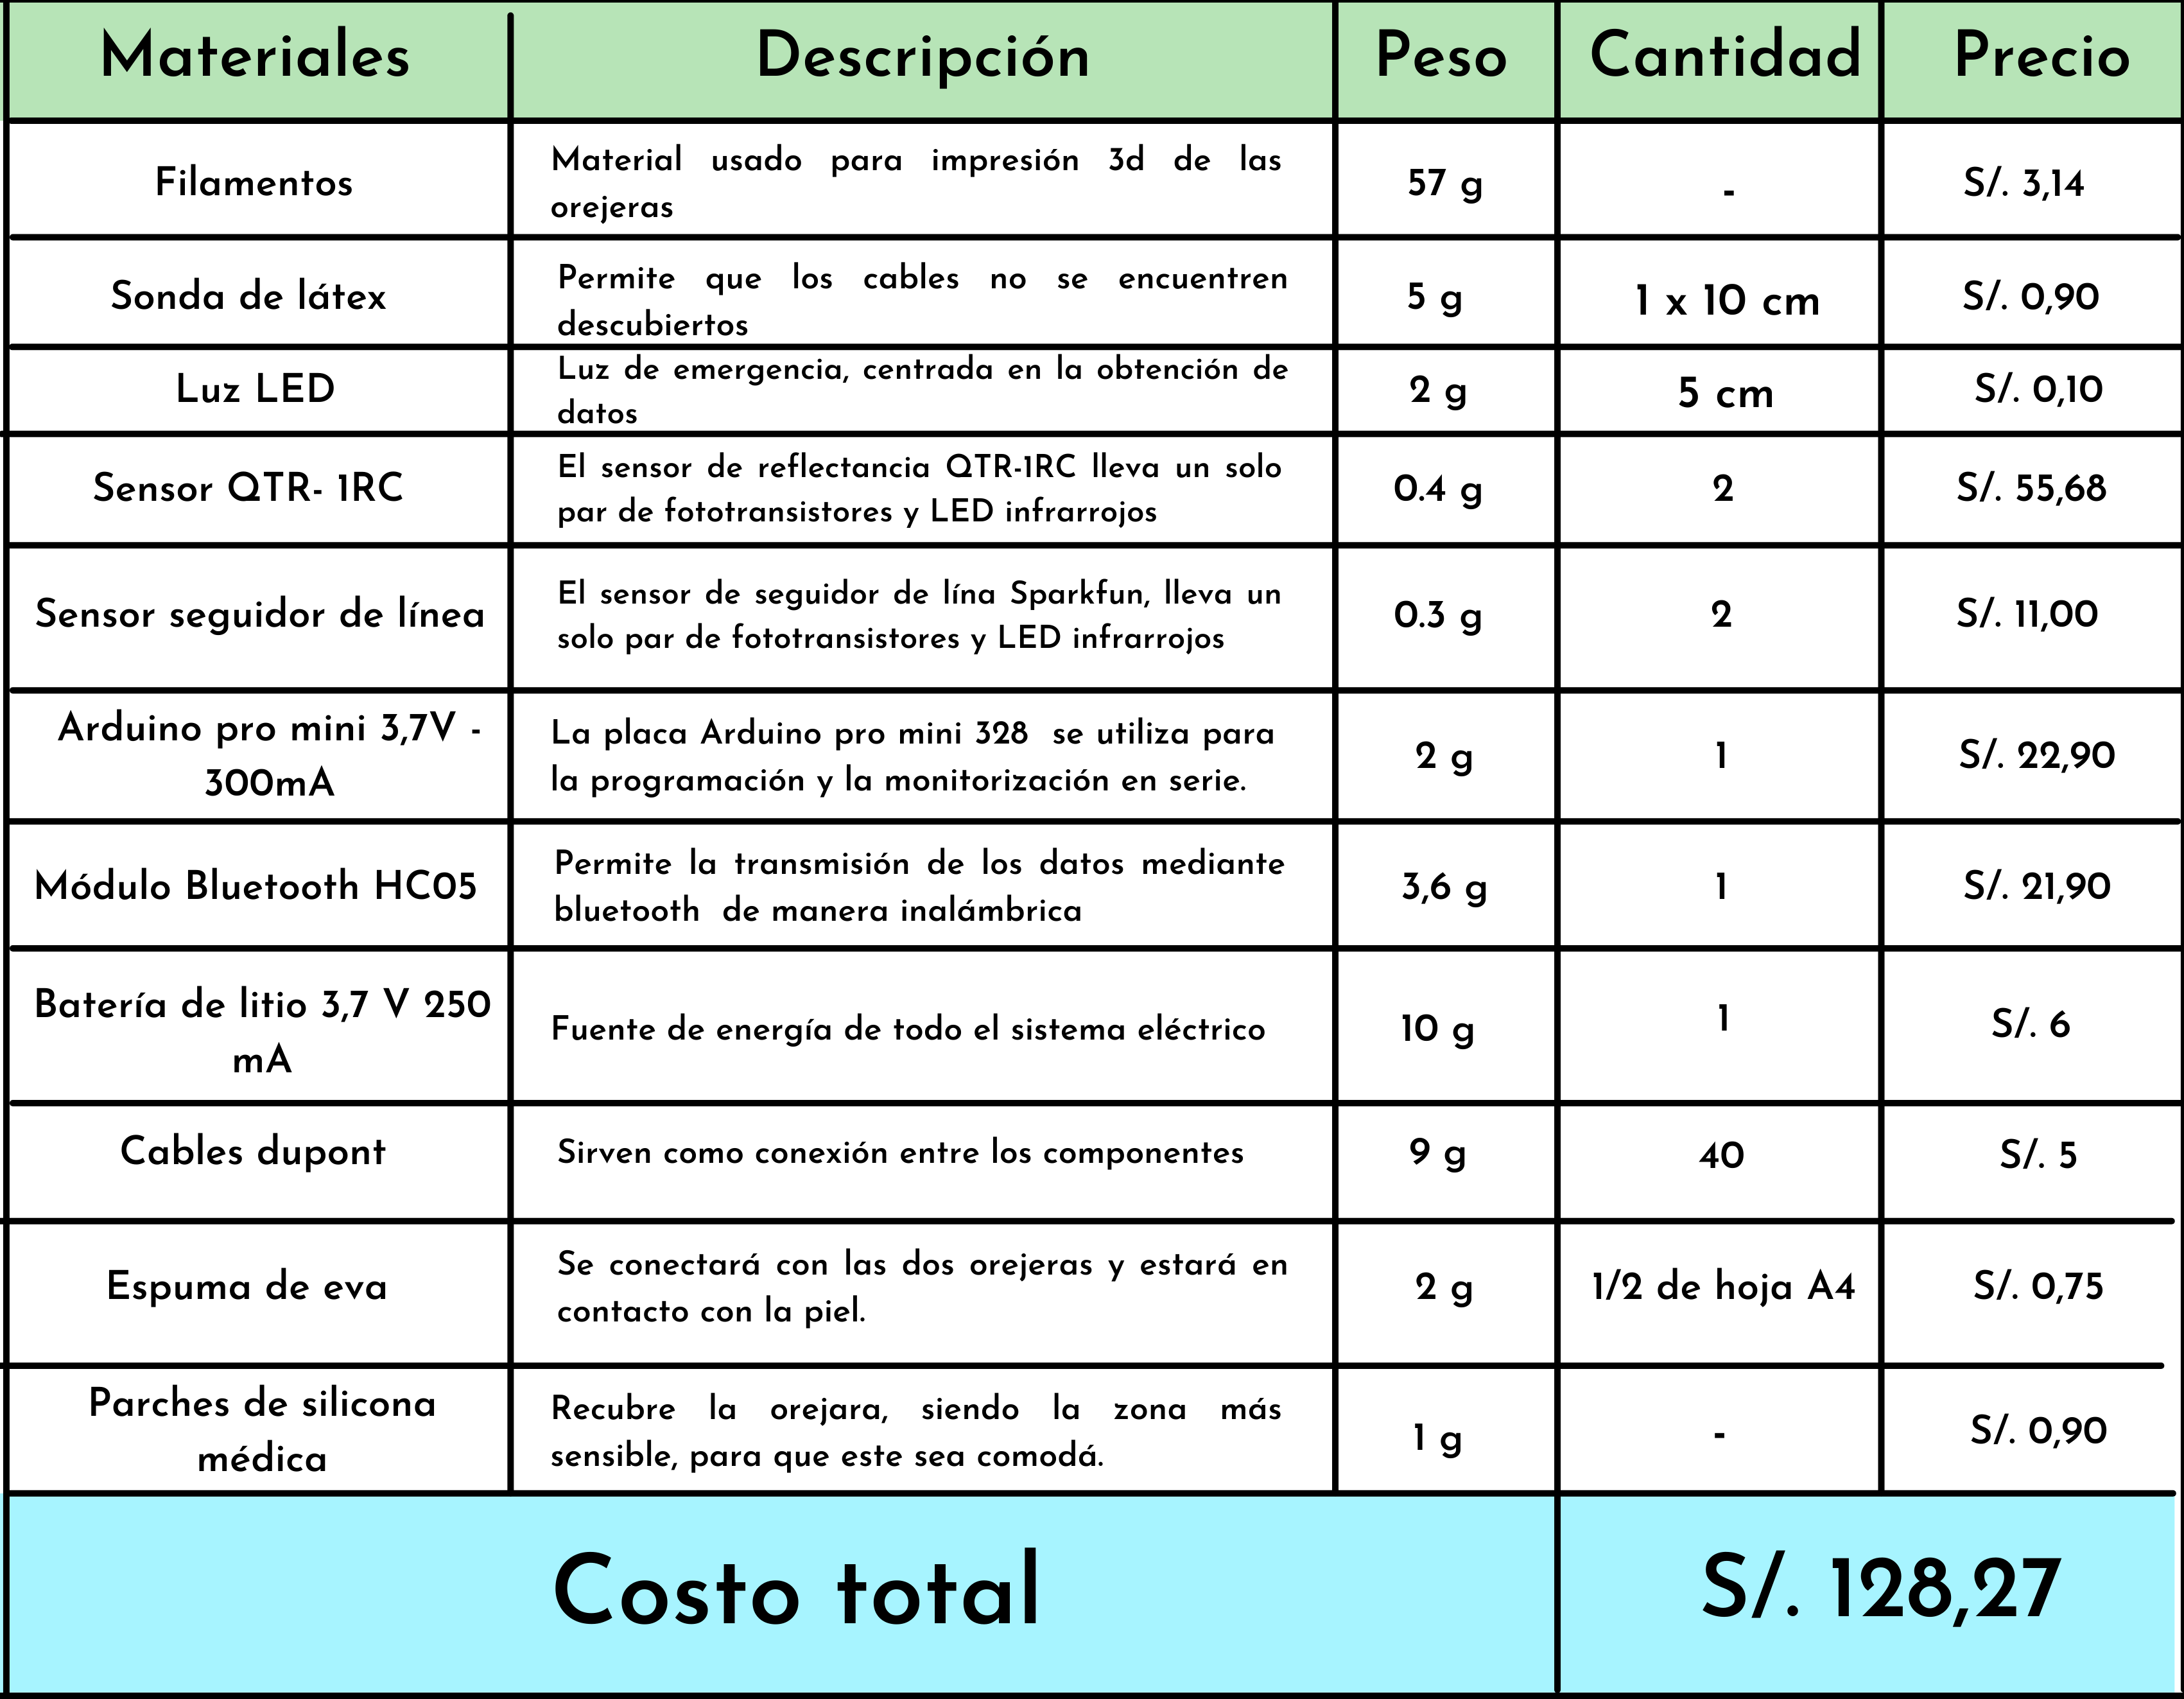 Materiales Descripción Peso Cantidad Precio
Filamentos
Material usado para impresión 3d de las
orejeras
57 g - S/. 3,14
Sonda de látex
Permite que los cables no se encuentren
descubiertos
5 g 1 x 10 cm S/. 0,90
Luz LED
Luz de emergencia, centrada en la obtención de
datos
2 g 5 cm S/. 0,10
Sensor QTR- 1RC
El sensor de reflectancia QTR-1RC lleva un solo
par de fototransistores y LED infrarrojos
0.4 g 2 S/. 55,68
Sensor seguidor de línea
El sensor de seguidor de lína Sparkfun, lleva un
solo par de fototransistores y LED infrarrojos
0.3 g 2 S/. 11,00
Arduino pro mini 3,7V -
300mA
La placa Arduino pro mini 328 se utiliza para
la programación y la monitorización en serie.
2 g 1 S/. 22,90
Módulo Bluetooth HC05
Permite la transmisión de los datos mediante
bluetooth de manera inalámbrica
3,6 g 1 S/. 21,90
Batería de litio 3,7 V 250
mA
Fuente de energía de todo el sistema eléctrico
10 g 1 S/. 6
Cables dupont
Sirven como conexión entre los componentes
9 g 40 S/. 5
Espuma de eva
Se conectará con las dos orejeras y estará en
contacto con la piel.
2 g 1/2 de hoja A4 S/. 0,75
Parches de silicona
médica
Recubre la orejara, siendo la zona más
sensible, para que este sea comodá.
1 g - S/. 0,90
Costo total S/. 128,27